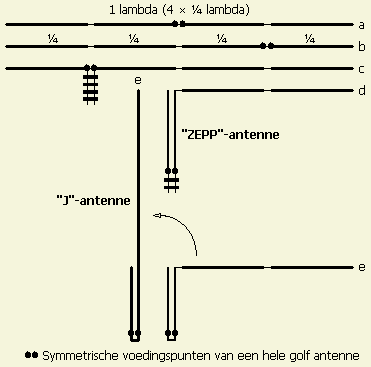 1 lambda (4 × ¼ lambda)
a
¼ ¼ ¼ ¼
b
c
e
d
"ZEPP"-antenne
"J"-antenne
e
Symmetrische voedingspunten van een hele golf antenne